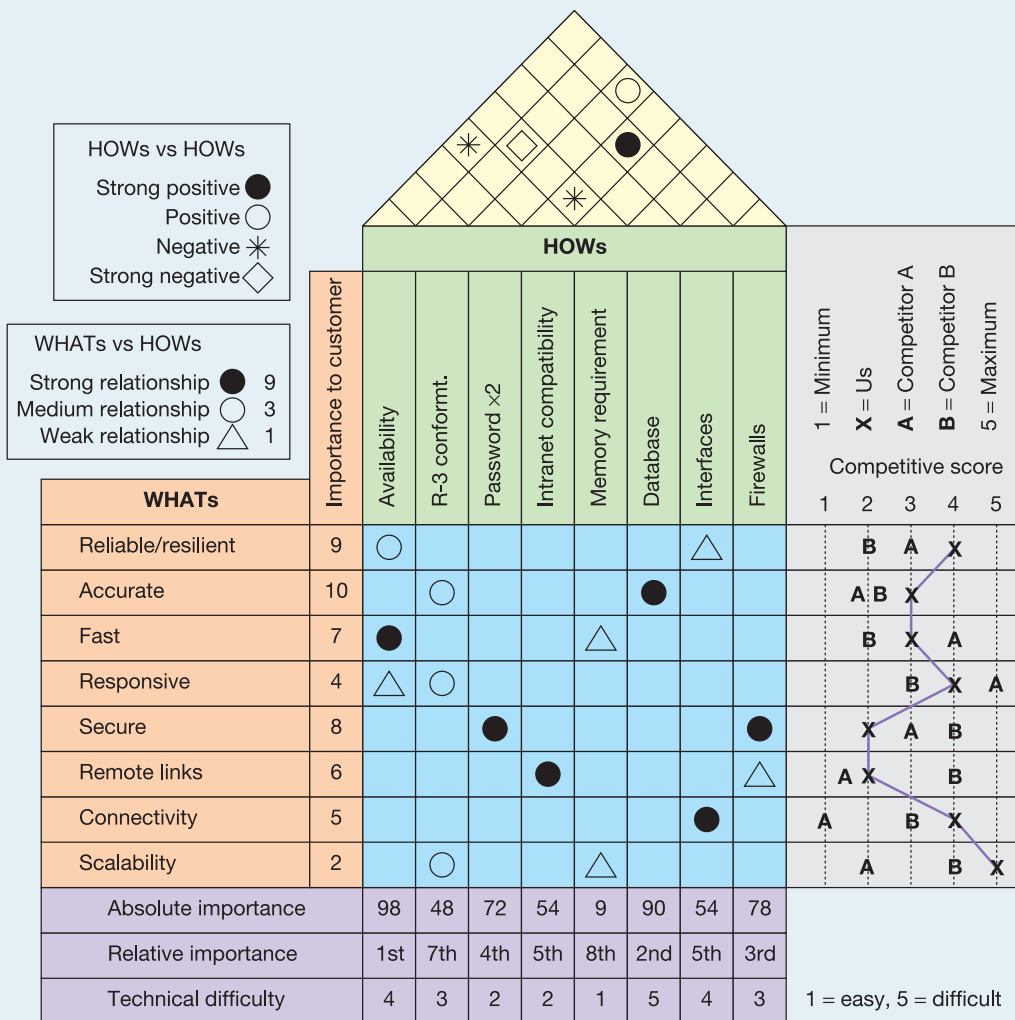 HOWs vs HOWs
Strong positive
Positive
Negative
Strong negative
WHATs vs HOWs
Strong relationship 9
Medium relationship 3
Weak relationship 1
HOWs
Importance to customer
Availability
R-3 conformt.
Password ×2
Intranet compatibility
Memory requirement
Database
Interfaces
Firewalls
1 = Minimum
X = Us
A = Competitor A
B = Competitor B
5 = Maximum
Competitive score
WHATs
1 2 3 4 5
Reliable/resilient 9 B A X
Accurate 10 A B X
Fast 7 B X A
Responsive 4 B X A
Secure 8 X A B
Remote links 6 A X B
Connectivity 5 A B X
Scalability 2 A B X
Absolute importance 98 48 72 54 9 90 54 78
Relative importance 1st 7th 4th 5th 8th 2nd 5th 3rd
Technical difficulty 4 3 2 2 1 5 4 3 1 = easy, 5 = difficult